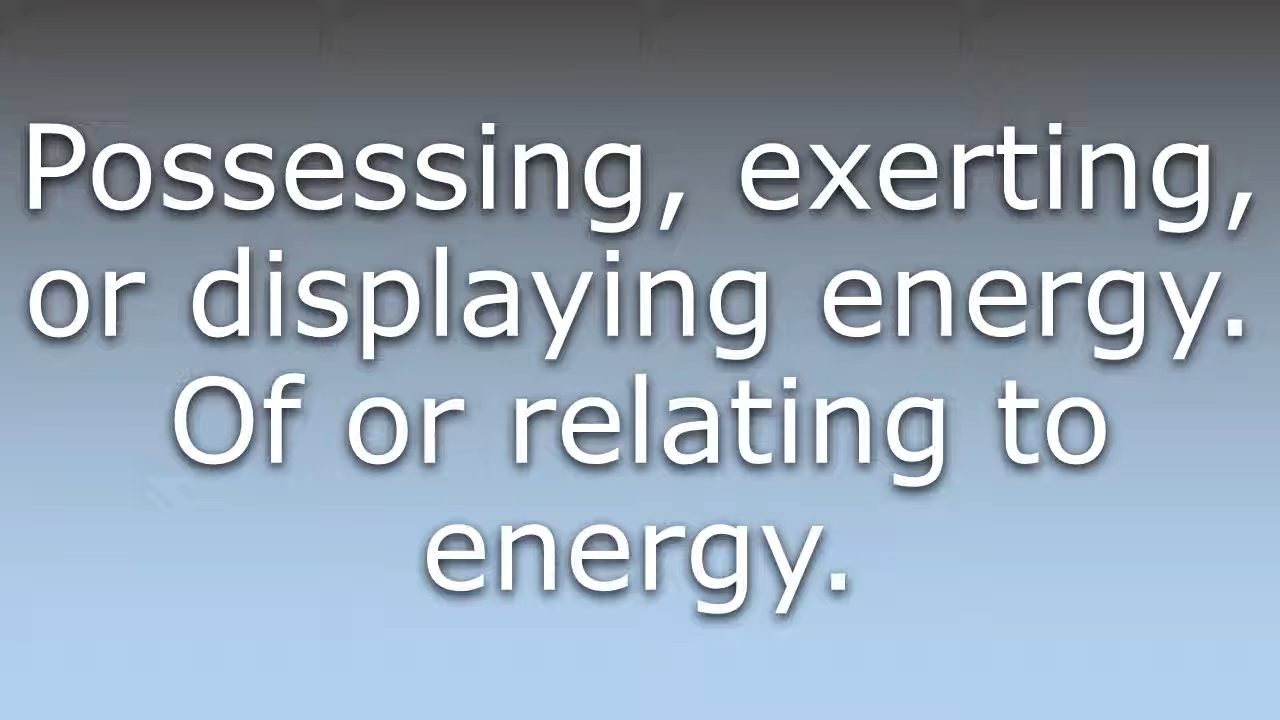 Possessing, exerting,
or displaying energy.
Of or relating to
energy.